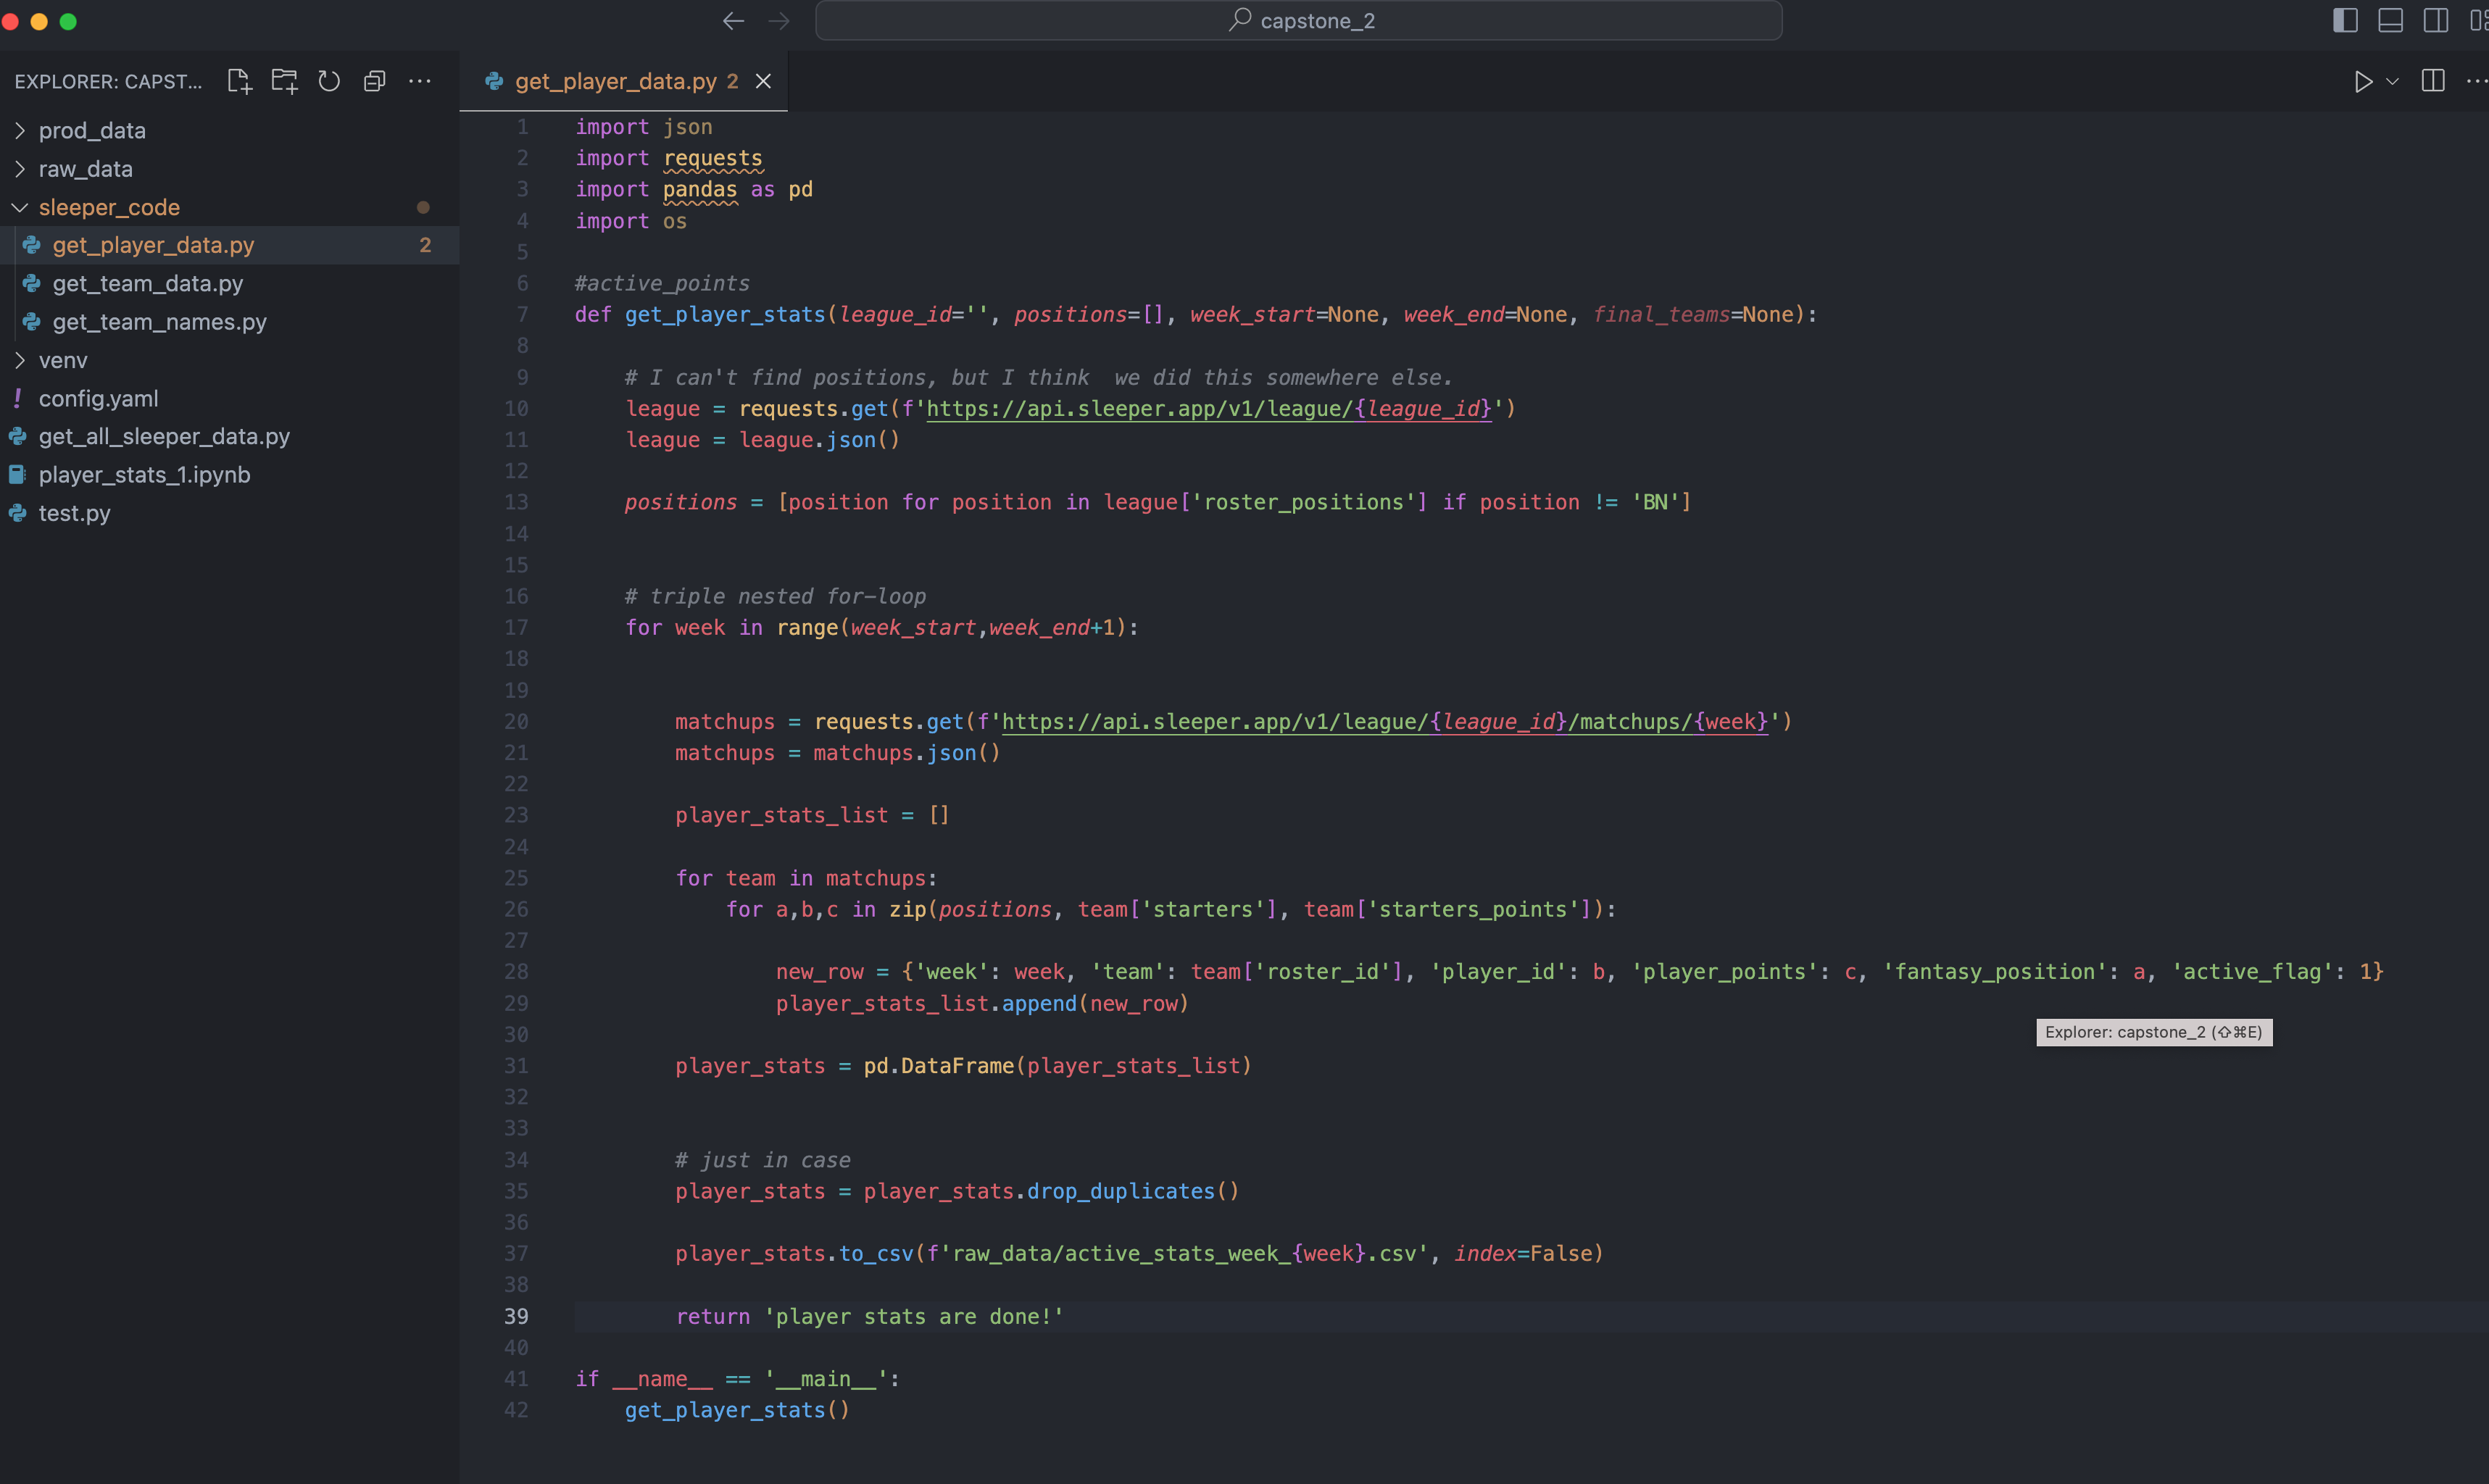 capstone_2
EXPLORER: CAPST...
prod_data
raw_data
sleeper_code
get_player_data.py 2
get_team_data.py
get_team_names.py
venv
config.yaml
get_all_sleeper_data.py
player_stats_1.ipynb
test.py
get_player_data.py 2
1 import json
2 import requests
3 import pandas as pd
4 import os
5
6 #active_points
7 def get_player_stats(league_id='', positions=[], week_start=None, week_end=None, final_teams=None):
8
9     # I can't find positions, but I think  we did this somewhere else.
10     league = requests.get(f'https://api.sleeper.app/v1/league/{league_id}')
11     league = league.json()
12
13     positions = [position for position in league['roster_positions'] if position != 'BN']
14
15
16     # triple nested for-loop
17     for week in range(week_start,week_end+1):
18
19
20         matchups = requests.get(f'https://api.sleeper.app/v1/league/{league_id}/matchups/{week}')
21         matchups = matchups.json()
22
23         player_stats_list = []
24
25         for team in matchups:
26             for a,b,c in zip(positions, team['starters'], team['starters_points']):
27
28                 new_row = {'week': week, 'team': team['roster_id'], 'player_id': b, 'player_points': c, 'fantasy_position': a, 'active_flag': 1}
29                 player_stats_list.append(new_row)
30
Explorer: capstone_2 (⇧⌘E)
31         player_stats = pd.DataFrame(player_stats_list)
32
33
34         # just in case
35         player_stats = player_stats.drop_duplicates()
36
37         player_stats.to_csv(f'raw_data/active_stats_week_{week}.csv', index=False)
38
39         return 'player stats are done!'
40
41 if __name__ == '__main__':
42     get_player_stats()